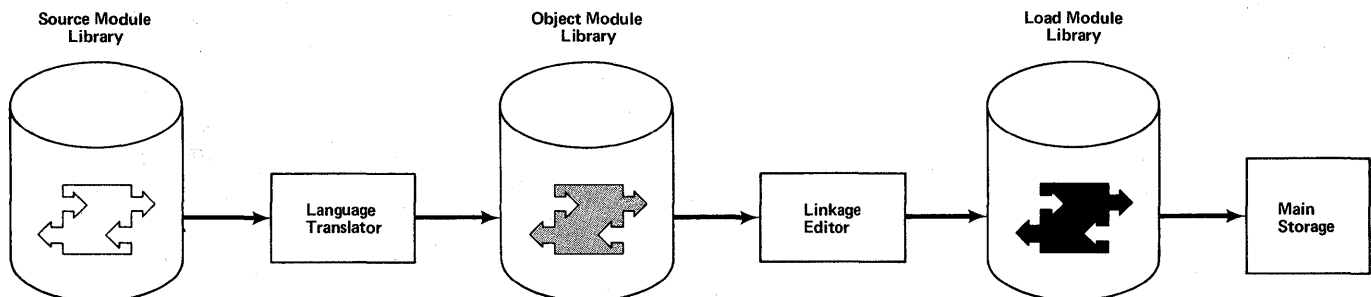 Source Module
Library
Object Module
Library
Load Module
Library
Language
Translator
Linkage
Editor
Main
Storage